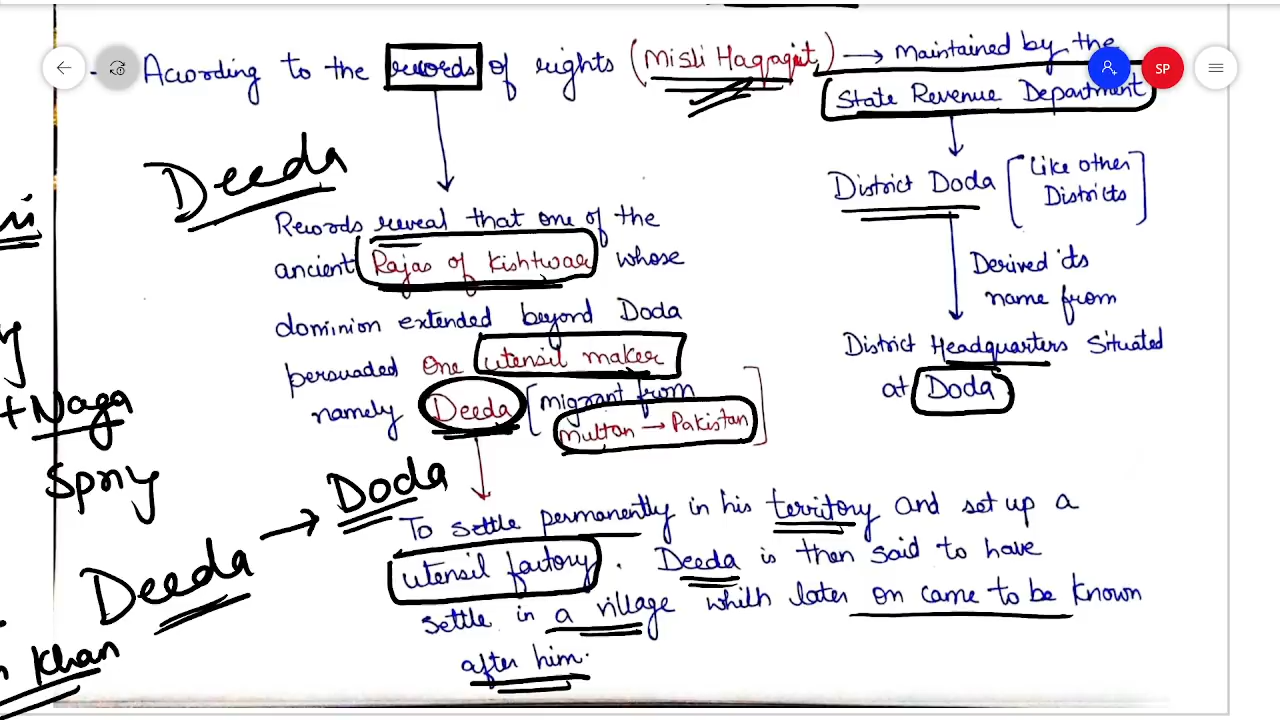 According to the records of rights (Misli Haqaqit) → maintained by the
State Revenue Department
SP
Deeda
District Doda [Like other
Districts]
Records reveal that one of the
ancient Rajas of Kishtwar whose
dominion extended beyond Doda
persuaded One utensil maker
namely Deeda [migrant from
Multan → Pakistan]
Derived its
name from
District Headquarters Situated
at Doda
+ Naga
Deeda → Doda
To settle permanently in his territory and set up a
utensil factory. Deeda is then said to have
settle in a village which later on came to be known
after him.
Khan